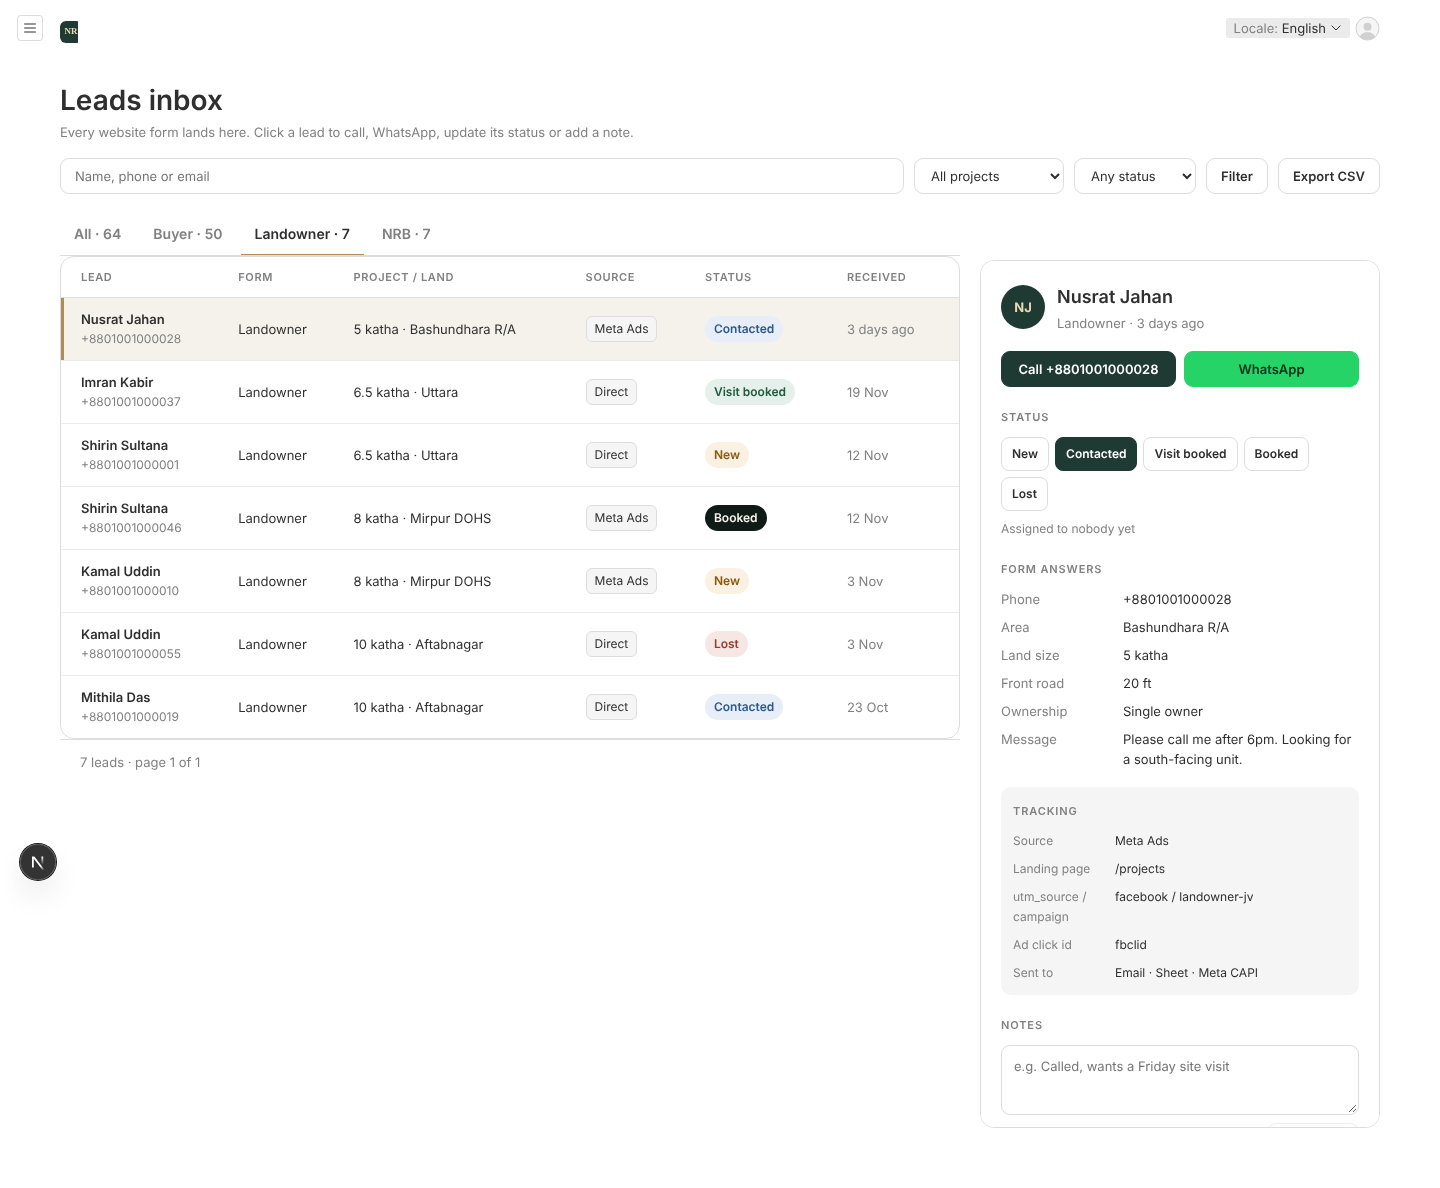 NR
Locale: English
Leads inbox
Every website form lands here. Click a lead to call, WhatsApp, update its status or add a note.
Name, phone or email
All projects
Any status
Filter
Export CSV
All · 64
Buyer · 50
Landowner · 7
NRB · 7
LEAD FORM PROJECT / LAND SOURCE STATUS RECEIVED
Nusrat Jahan
+8801001000028
Landowner 5 katha · Bashundhara R/A Meta Ads Contacted 3 days ago
Imran Kabir
+8801001000037
Landowner 6.5 katha · Uttara Direct Visit booked 19 Nov
Shirin Sultana
+8801001000001
Landowner 6.5 katha · Uttara Direct New 12 Nov
Shirin Sultana
+8801001000046
Landowner 8 katha · Mirpur DOHS Meta Ads Booked 12 Nov
Kamal Uddin
+8801001000010
Landowner 8 katha · Mirpur DOHS Meta Ads New 3 Nov
Kamal Uddin
+8801001000055
Landowner 10 katha · Aftabnagar Direct Lost 3 Nov
Mithila Das
+8801001000019
Landowner 10 katha · Aftabnagar Direct Contacted 23 Oct
7 leads · page 1 of 1
N
NJ
Nusrat Jahan
Landowner · 3 days ago
Call +8801001000028
WhatsApp
STATUS
New
Contacted
Visit booked
Booked
Lost
Assigned to nobody yet
FORM ANSWERS
Phone +8801001000028
Area Bashundhara R/A
Land size 5 katha
Front road 20 ft
Ownership Single owner
Message Please call me after 6pm. Looking for
a south-facing unit.
TRACKING
Source Meta Ads
Landing page /projects
utm_source / facebook / landowner-jv
campaign
Ad click id fbclid
Sent to Email · Sheet · Meta CAPI
NOTES
e.g. Called, wants a Friday site visit